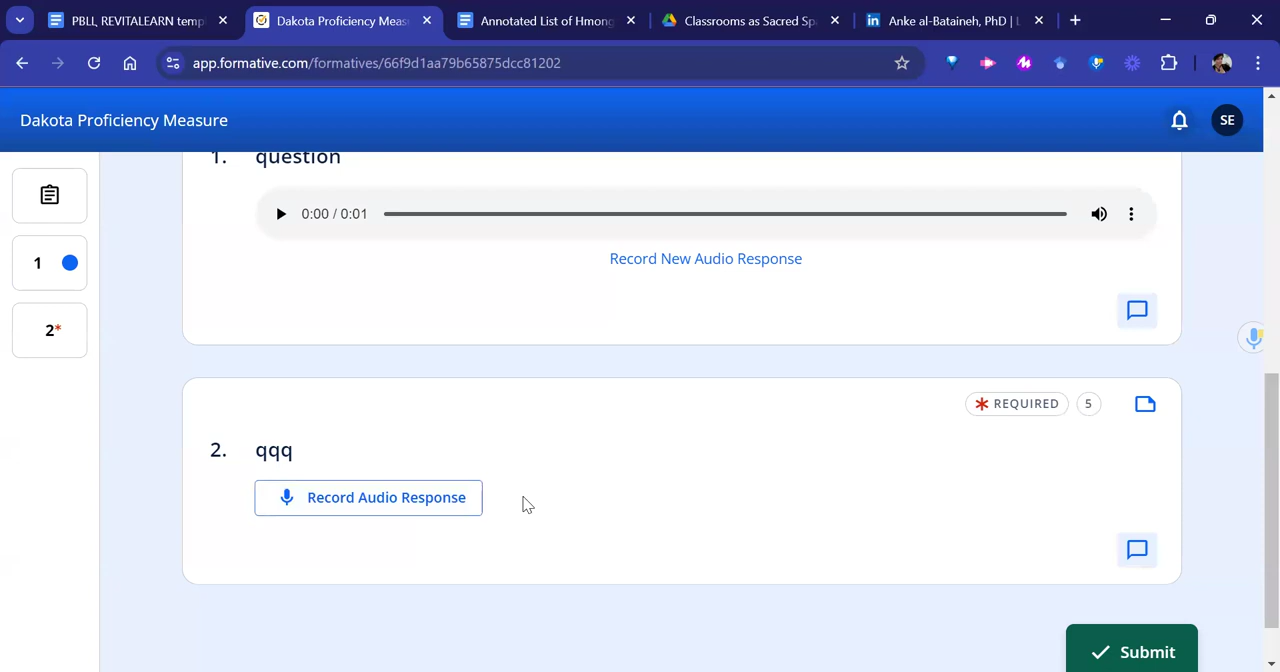 PBLL, REVITALEARN temp
Dakota Proficiency Meas
Annotated List of Hmong
Classrooms as Sacred Sp
Anke al-Bataineh, PhD | L
app.formative.com/formatives/66f9d1aa79b65875dcc81202
Dakota Proficiency Measure
SE
1. question
0:00 / 0:01
Record New Audio Response
1
2*
REQUIRED 5
2. qqq
Record Audio Response
Submit